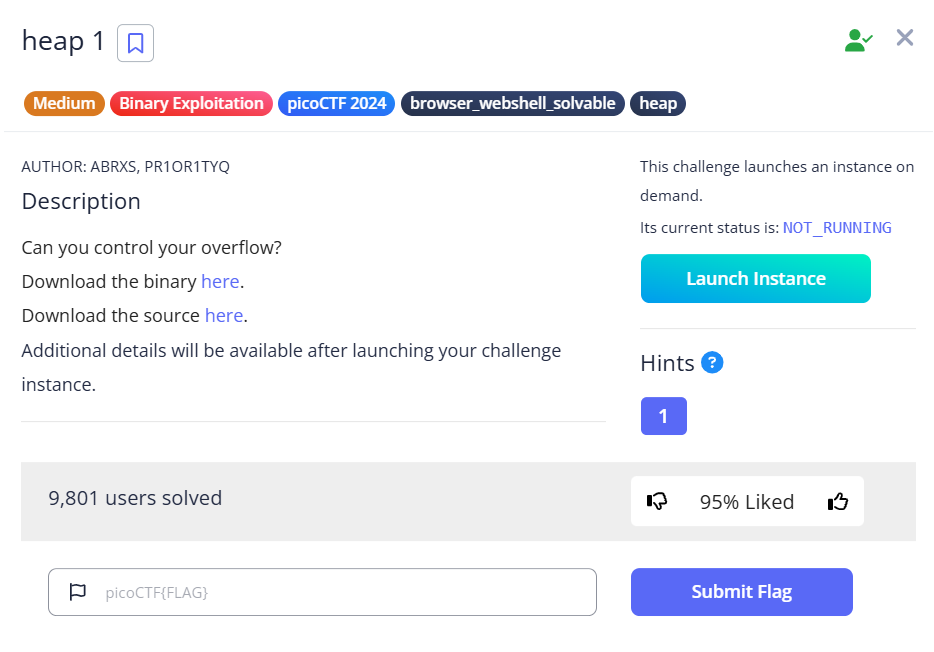 heap 1
Medium Binary Exploitation picoCTF 2024 browser_webshell_solvable heap
AUTHOR: ABRXS, PR1OR1TYQ
Description
Can you control your overflow?
Download the binary here.
Download the source here.
Additional details will be available after launching your challenge
instance.
This challenge launches an instance on
demand.
Its current status is: NOT_RUNNING
Launch Instance
Hints ?
1
9,801 users solved
95% Liked
picoCTF{FLAG}
Submit Flag